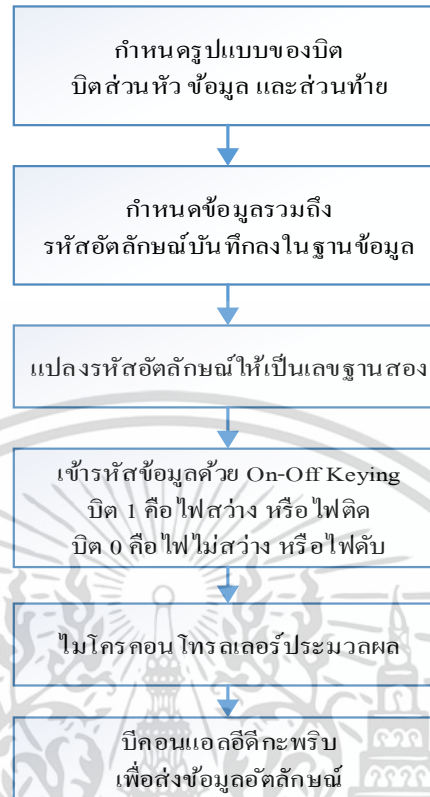 กำหนดรูปแบบของบิต
บิตส่วนหัว ข้อมูล และส่วนท้าย
กำหนดข้อมูลรวมถึง
รหัสอัตลักษณ์บันทึกลงในฐานข้อมูล
แปลงรหัสอัตลักษณ์ให้เป็นเลขฐานสอง
เข้ารหัสข้อมูลด้วย On-Off Keying
บิต 1 คือไฟสว่าง หรือไฟติด
บิต 0 คือไฟไม่สว่าง หรือไฟดับ
ไมโครคอนโทรลเลอร์ประมวลผล
บีคอนแอลอีดีกะพริบ
เพื่อส่งข้อมูลอัตลักษณ์